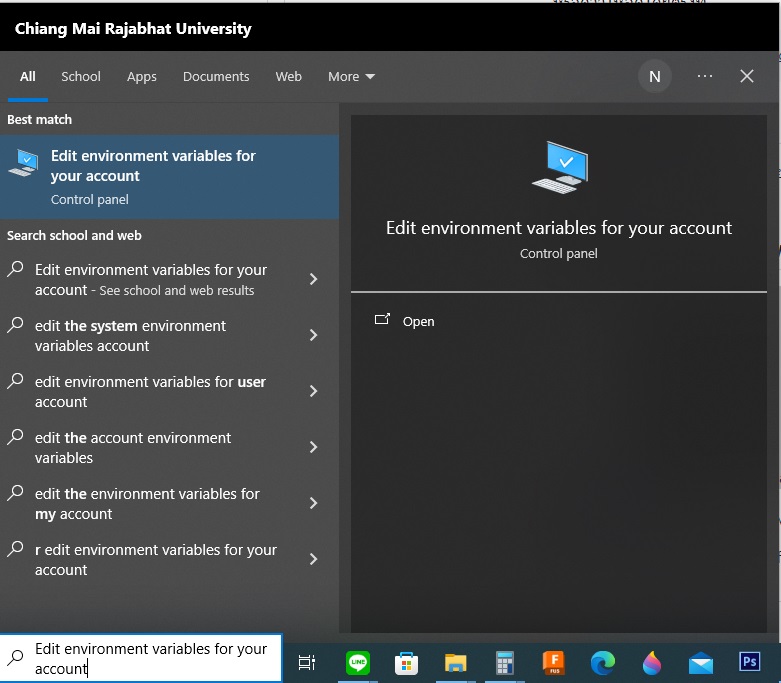 Chiang Mai Rajabhat University
All School Apps Documents Web More N ...
Best match
Edit environment variables for
your account
Control panel
Search school and web
Edit environment variables for your
account - See school and web results
edit the system environment
variables account
edit environment variables for user
account
edit the account environment
variables
edit the environment variables for
my account
r edit environment variables for your
account
Edit environment variables for your account
Control panel
Open
Edit environment variables for your
account
LINE
F
FUS
Ps